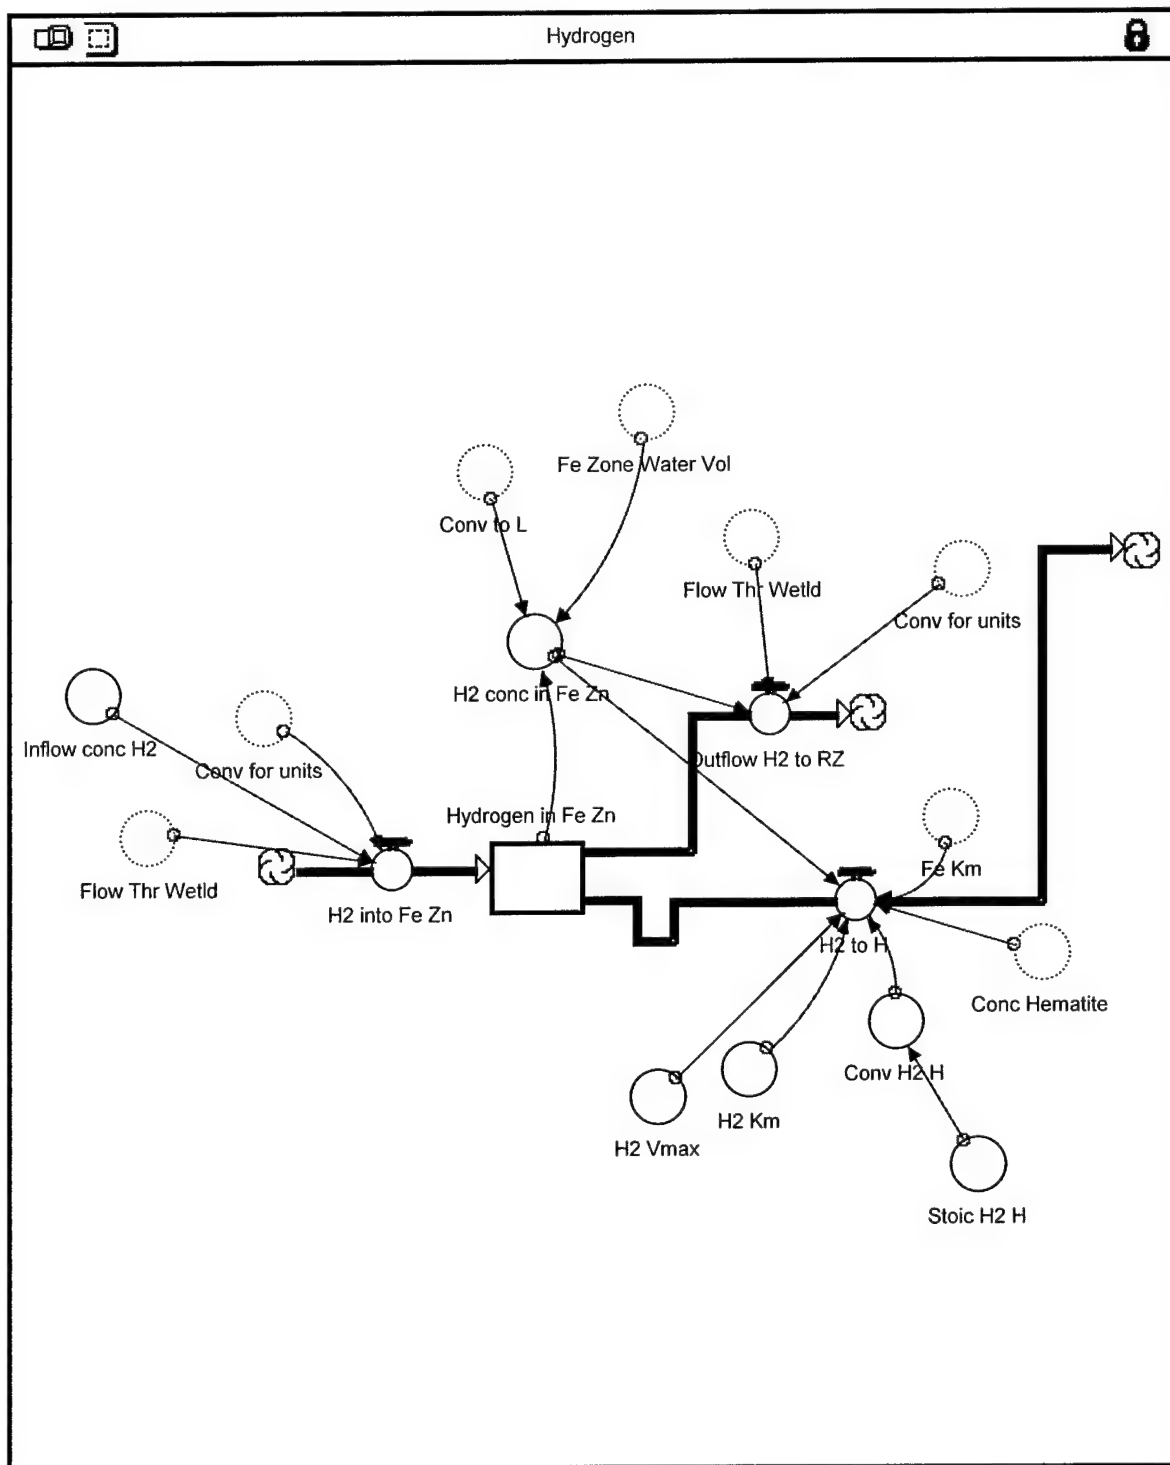 Hydrogen
Fe Zone Water Vol
Conv to L
Flow Thr Wetld
Conv for units
H2 conc in Fe Zn
Inflow conc H2
Conv for units
Outflow H2 to RZ
Hydrogen in Fe Zn
Fe Km
Flow Thr Wetld
H2 into Fe Zn
H2 to H
Conc Hematite
Conv H2 H
H2 Km
H2 Vmax
Stoic H2 H